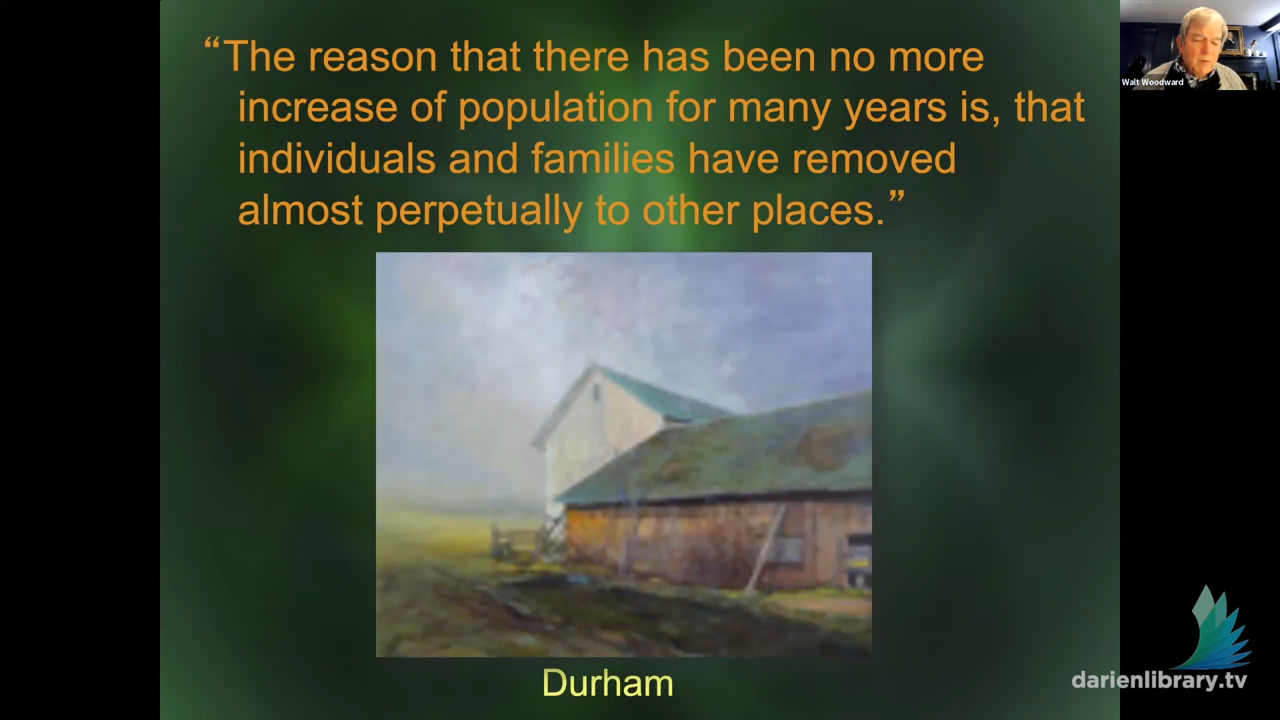 “The reason that there has been no more
increase of population for many years is, that
individuals and families have removed
almost perpetually to other places.”
Durham
Walt Woodward
darienlibrary.tv